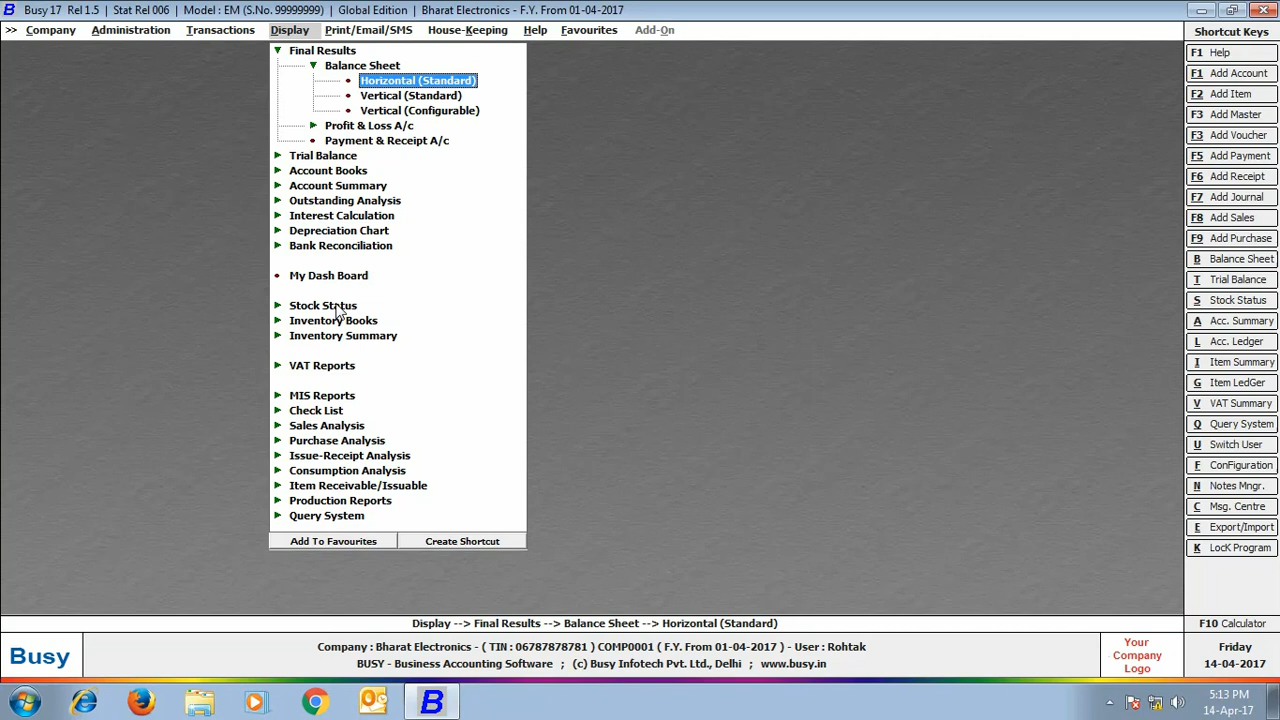 Busy 17 Rel 1.5 | Stat Rel 006 | Model : EM (S.No. 99999999) | Global Edition | Bharat Electronics - F.Y. From 01-04-2017
>> Company Administration Transactions Display Print/Email/SMS House-Keeping Help Favourites Add-On
Final Results
Balance Sheet
Horizontal (Standard)
Vertical (Standard)
Vertical (Configurable)
Profit & Loss A/c
Payment & Receipt A/c
Trial Balance
Account Books
Account Summary
Outstanding Analysis
Interest Calculation
Depreciation Chart
Bank Reconciliation
My Dash Board
Stock Status
Inventory Books
Inventory Summary
VAT Reports
MIS Reports
Check List
Sales Analysis
Purchase Analysis
Issue-Receipt Analysis
Consumption Analysis
Item Receivable/Issuable
Production Reports
Query System
Add To Favourites Create Shortcut
Shortcut Keys
F1 Help
F1 Add Account
F2 Add Item
F3 Add Master
F3 Add Voucher
F5 Add Payment
F6 Add Receipt
F7 Add Journal
F8 Add Sales
F9 Add Purchase
B Balance Sheet
T Trial Balance
S Stock Status
A Acc. Summary
L Acc. Ledger
I Item Summary
G Item LedGer
V VAT Summary
Q Query System
U Switch User
F ConFiguration
N Notes Mngr.
C Msg. Centre
E Export/Import
K LocK Program
F10 Calculator
Display --> Final Results --> Balance Sheet --> Horizontal (Standard)
Busy
Company : Bharat Electronics - ( TIN : 06787878781 ) COMP0001 ( F.Y. From 01-04-2017 ) - User : Rohtak
BUSY - Business Accounting Software ; (c) Busy Infotech Pvt. Ltd., Delhi ; www.busy.in
Your
Company
Logo
Friday
14-04-2017
B
5:13 PM
14-Apr-17